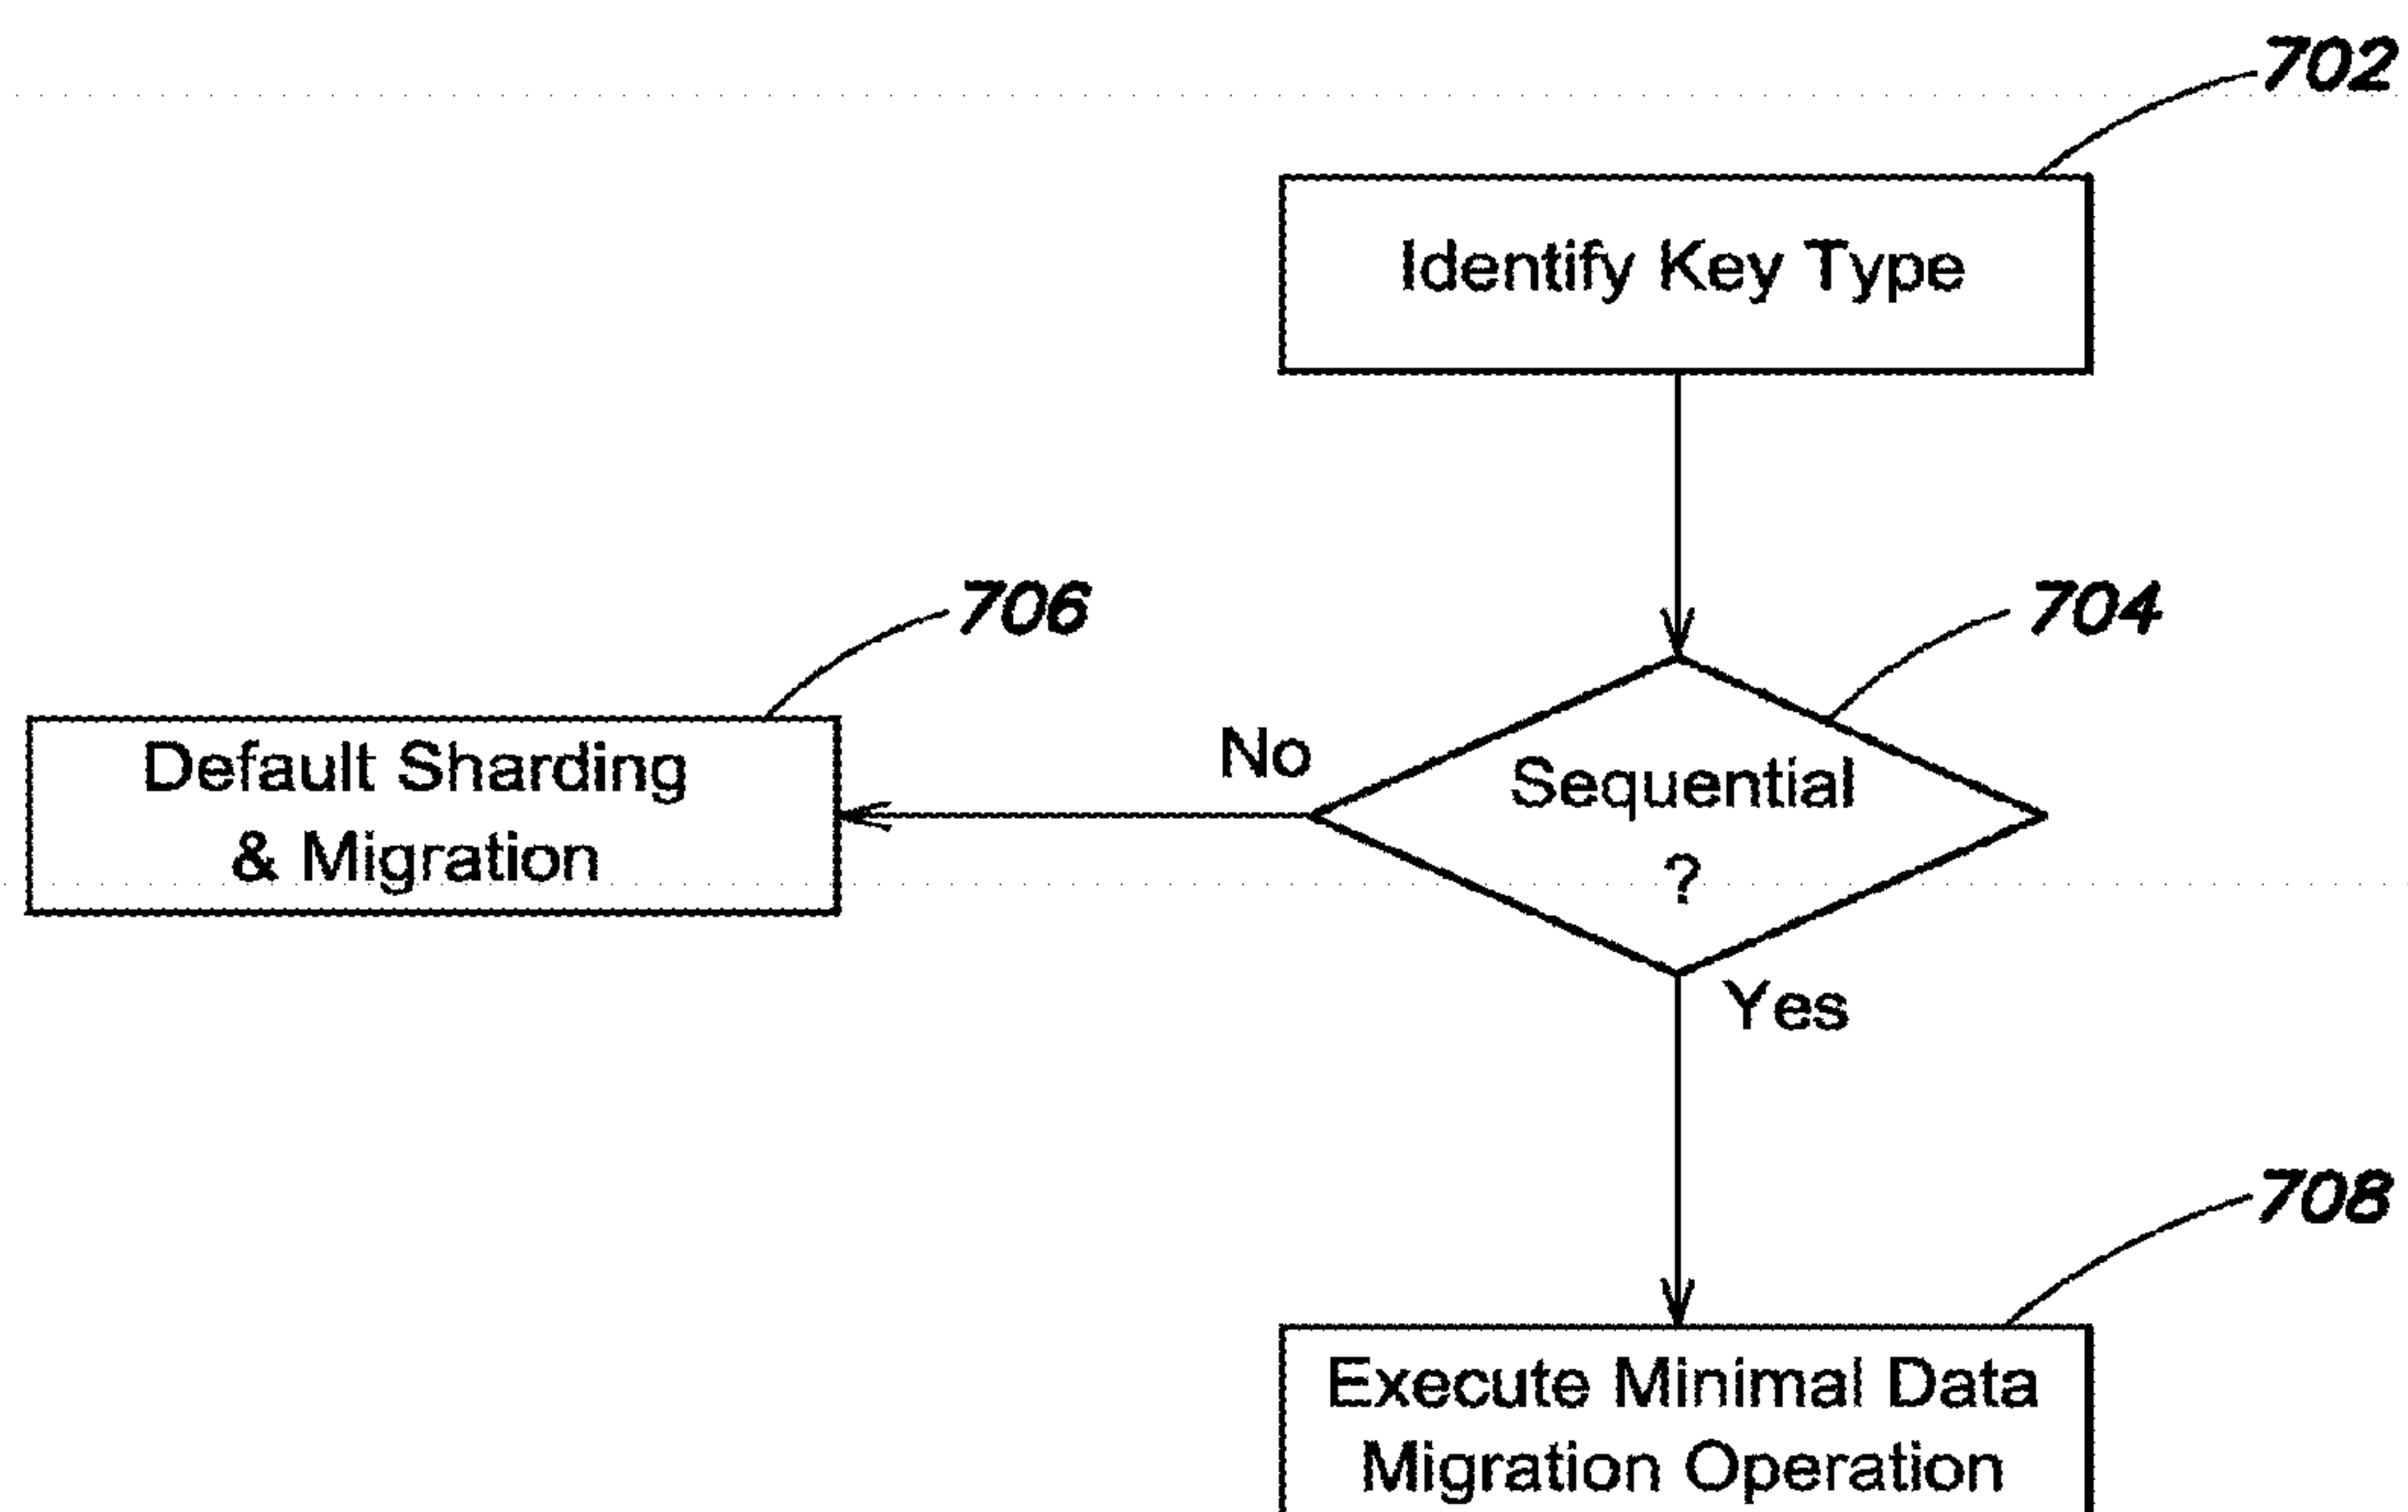 702
Identify Key Type
706
704
No
Default Sharding
& Migration
Sequential
?
Yes
708
Execute Minimal Data
Migration Operation